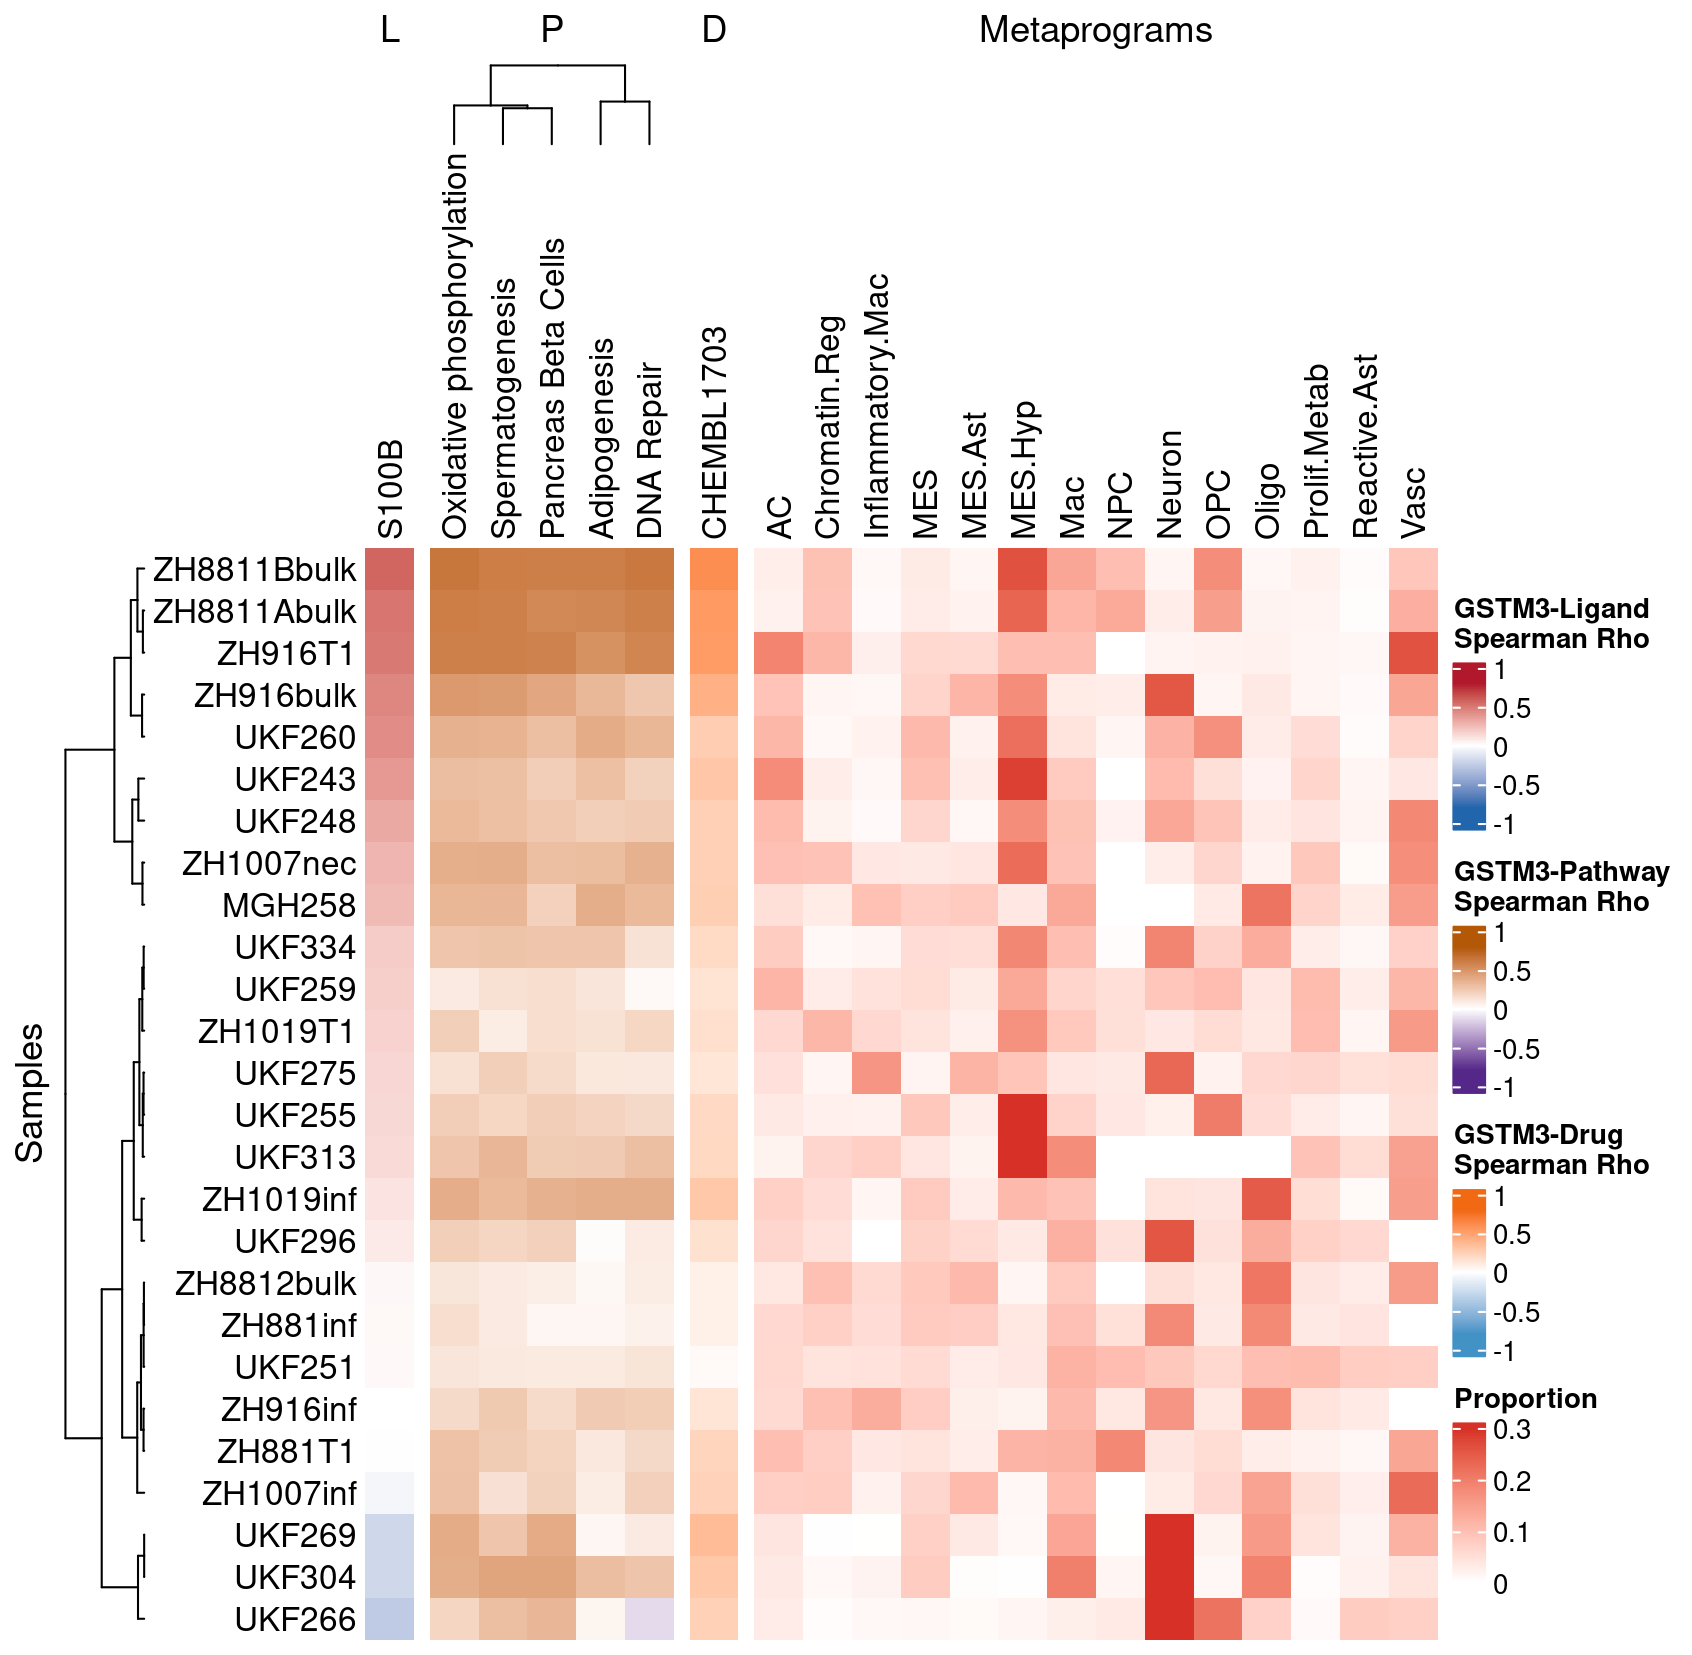 L
P
D
Metaprograms
S100B
Oxidative phosphorylation
Spermatogenesis
Pancreas Beta Cells
Adipogenesis
DNA Repair
CHEMBL1703
AC
Chromatin.Reg
Inflammatory.Mac
MES
MES.Ast
MES.Hyp
Mac
NPC
Neuron
OPC
Oligo
Prolif.Metab
Reactive.Ast
Vasc
Samples
ZH8811Bbulk
ZH8811Abulk
ZH916T1
ZH916bulk
UKF260
UKF243
UKF248
ZH1007nec
MGH258
UKF334
UKF259
ZH1019T1
UKF275
UKF255
UKF313
ZH1019inf
UKF296
ZH8812bulk
ZH881inf
UKF251
ZH916inf
ZH881T1
ZH1007inf
UKF269
UKF304
UKF266
GSTM3-Ligand
Spearman Rho
1
0.5
0
-0.5
-1
GSTM3-Pathway
Spearman Rho
1
0.5
0
-0.5
-1
GSTM3-Drug
Spearman Rho
1
0.5
0
-0.5
-1
Proportion
0.3
0.2
0.1
0